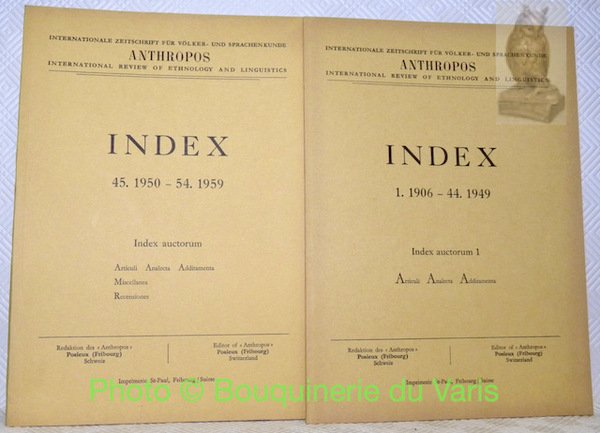 INTERNATIONALE ZEITSCHRIFT FÜR VÖLKER- UND SPRACHENKUNDE
ANTHROPOS
INTERNATIONAL REVIEW OF ETHNOLOGY AND LINGUISTICS
INDEX
45. 1950 – 54. 1959
Index auctorum
Articuli Analecta Additamenta
Miscellanea
Recensiones
Redaktion des « Anthropos »
Posieux (Fribourg)
Schweiz
Editor of « Anthropos »
Posieux (Fribourg)
Switzerland
Imprimerie St-Paul, Fribourg/Suisse
INTERNATIONALE ZEITSCHRIFT FÜR VÖLKER- UND SPRACHENKUNDE
ANTHROPOS
INTERNATIONAL REVIEW OF ETHNOLOGY AND LINGUISTICS
INDEX
1. 1906 – 44. 1949
Index auctorum 1
Articuli Analecta Additamenta
Redaktion des « Anthropos »
Posieux (Fribourg)
Schweiz
Editor of « Anthropos »
Posieux (Fribourg)
Switzerland
Imprimerie St-Paul, Fribourg/Suisse
Photo © Bouquinerie du Varis